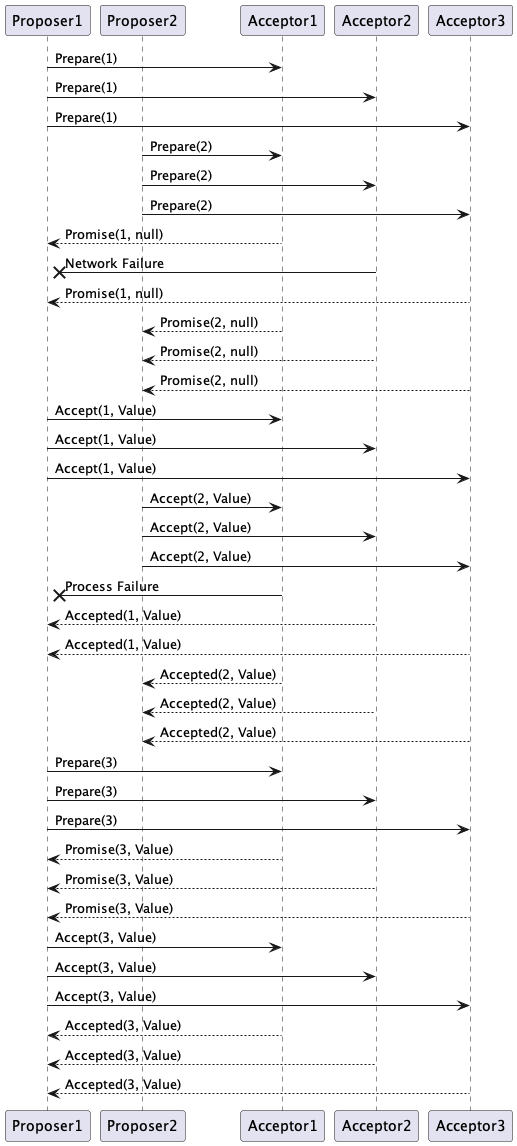 Proposer1 Proposer2 Acceptor1 Acceptor2 Acceptor3
Prepare(1)
Prepare(1)
Prepare(1)
Prepare(2)
Prepare(2)
Prepare(2)
Promise(1, null)
Network Failure
Promise(1, null)
Promise(2, null)
Promise(2, null)
Promise(2, null)
Accept(1, Value)
Accept(1, Value)
Accept(1, Value)
Accept(2, Value)
Accept(2, Value)
Accept(2, Value)
Process Failure
Accepted(1, Value)
Accepted(1, Value)
Accepted(2, Value)
Accepted(2, Value)
Accepted(2, Value)
Prepare(3)
Prepare(3)
Prepare(3)
Promise(3, Value)
Promise(3, Value)
Promise(3, Value)
Accept(3, Value)
Accept(3, Value)
Accept(3, Value)
Accepted(3, Value)
Accepted(3, Value)
Accepted(3, Value)
Proposer1 Proposer2 Acceptor1 Acceptor2 Acceptor3